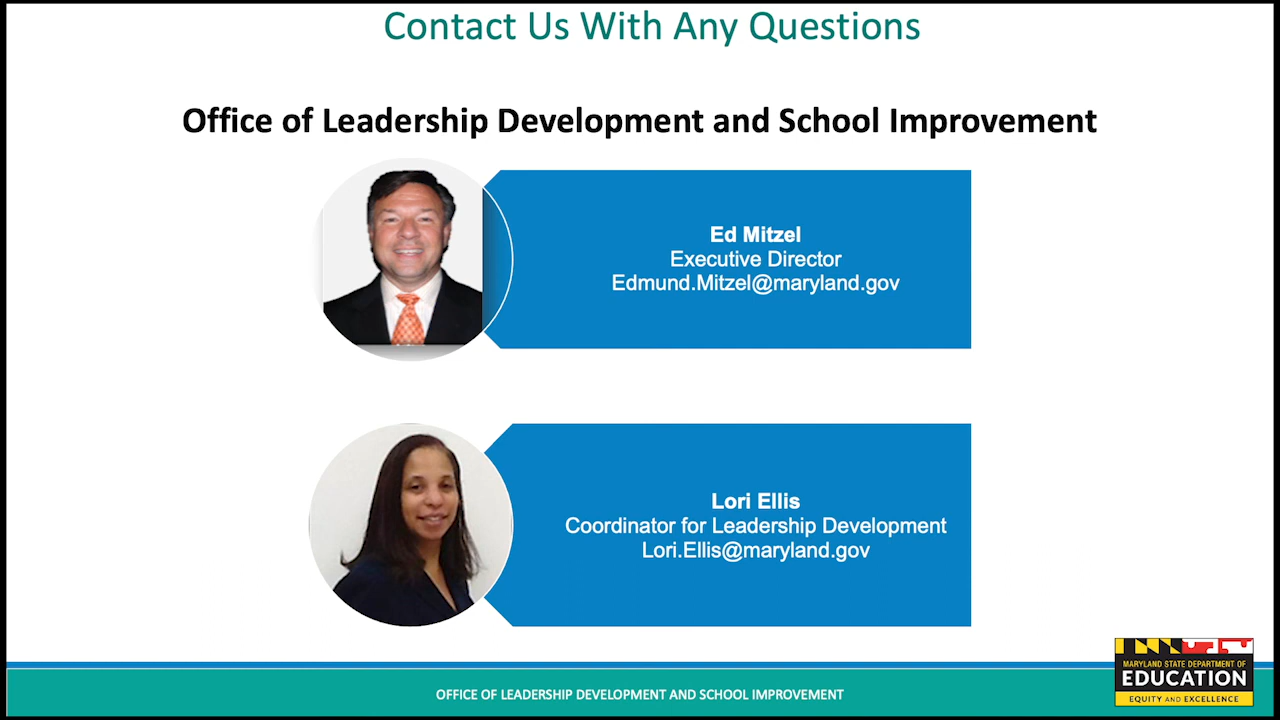 Contact Us With Any Questions
Office of Leadership Development and School Improvement
Ed Mitzel
Executive Director
Edmund.Mitzel@maryland.gov
Lori Ellis
Coordinator for Leadership Development
Lori.Ellis@maryland.gov
OFFICE OF LEADERSHIP DEVELOPMENT AND SCHOOL IMPROVEMENT
MARYLAND STATE DEPARTMENT OF
EDUCATION
EQUITY AND EXCELLENCE